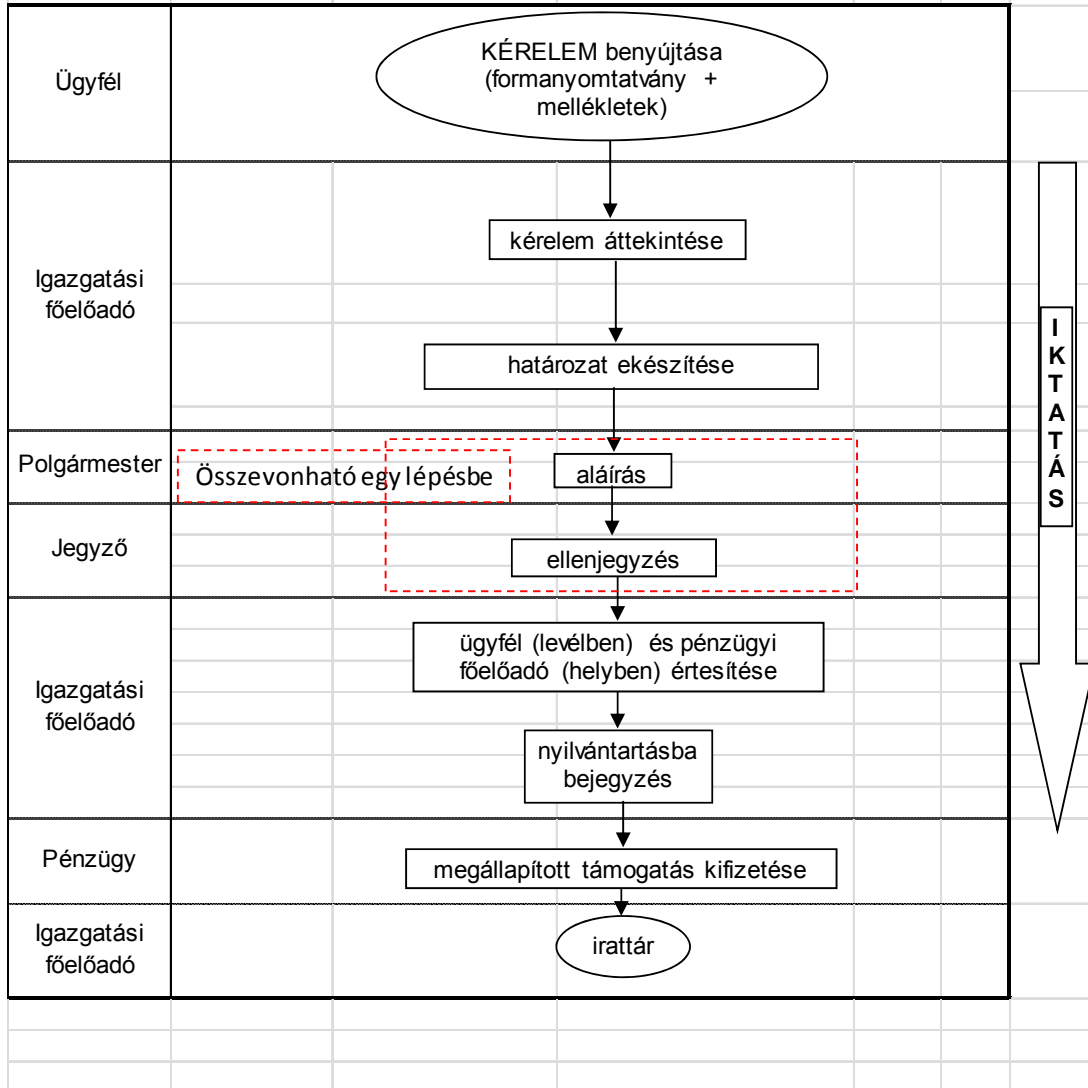 Ügyfél
KÉRELEM benyújtása
(formanyomtatvány +
mellékletek)
Igazgatási
főelőadó
kérelem áttekintése
határozat ekészítése
Polgármester
Összevonható egy lépésbe
aláírás
Jegyző
ellenjegyzés
Igazgatási
főelőadó
ügyfél (levélben) és pénzügyi
főelőadó (helyben) értesítése
nyilvántartásba
bejegyzés
Pénzügy
megállapított támogatás kifizetése
Igazgatási
főelőadó
irattár
I
K
T
A
T
Á
S